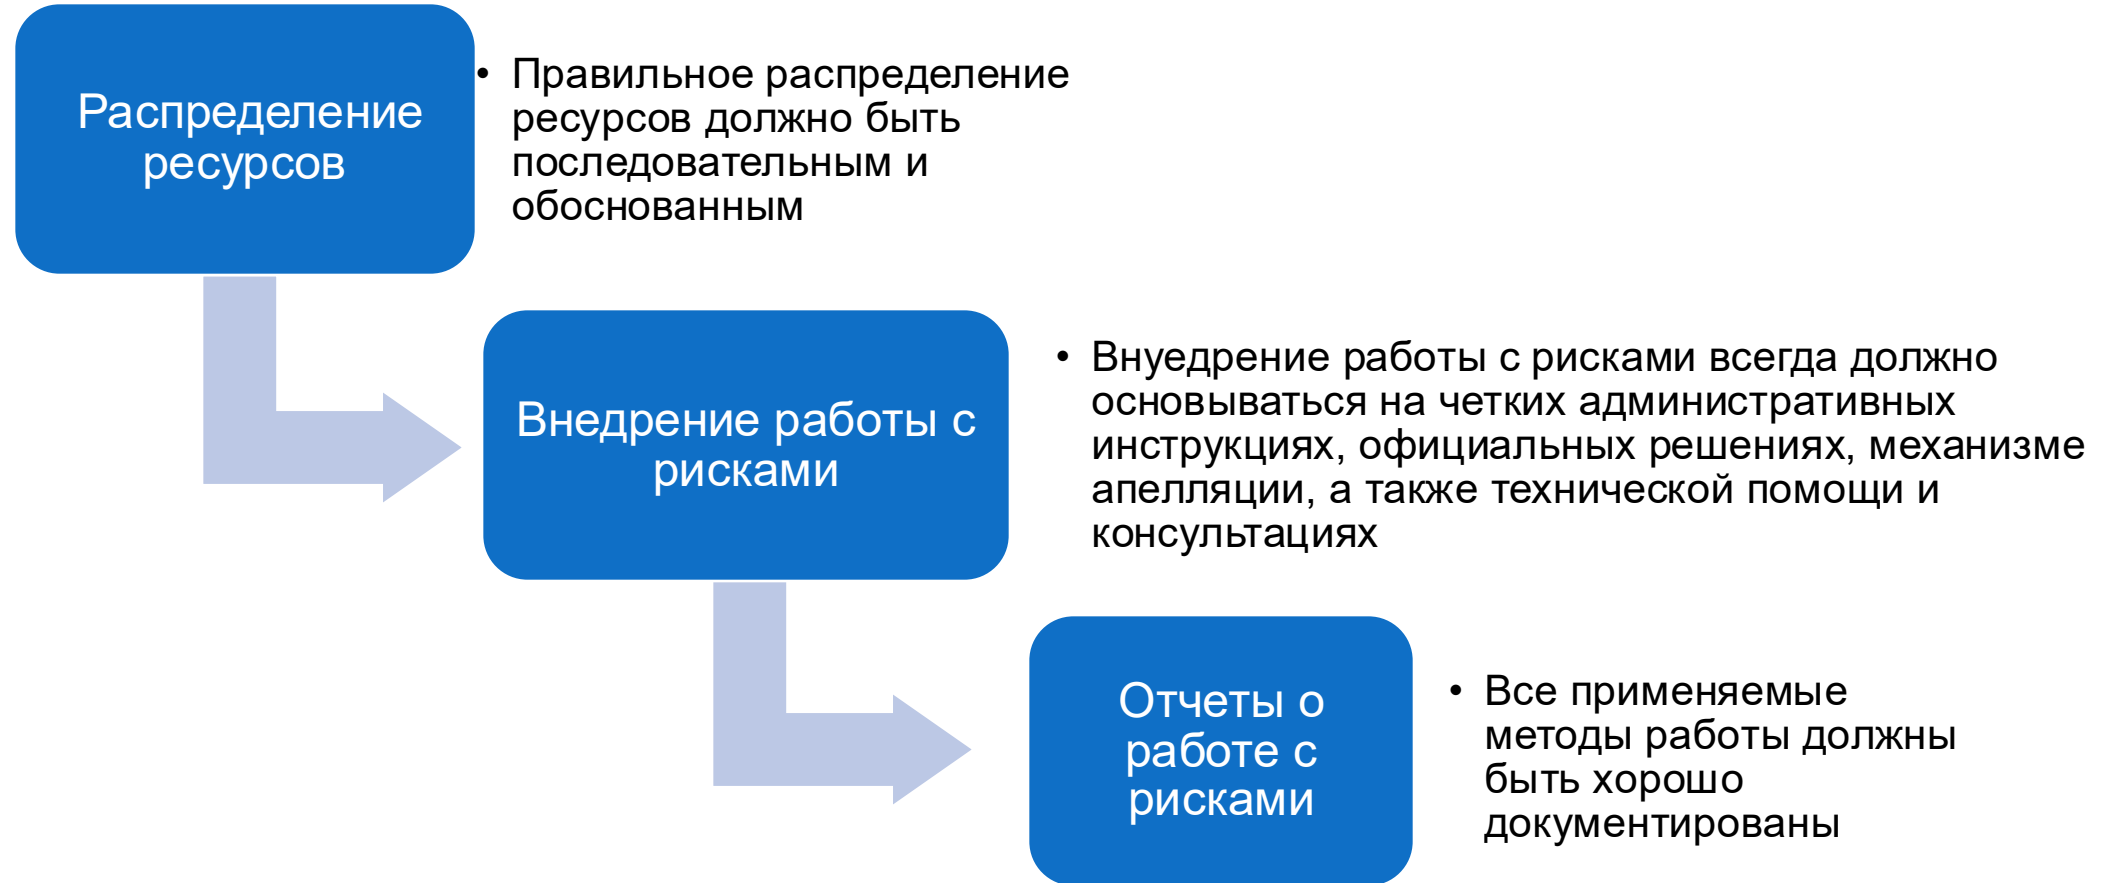 Распределение
ресурсов
• Правильное распределение
ресурсов должно быть
последовательным и
обоснованным
Внедрение работы с
рисками
• Внуедрение работы с рисками всегда должно
основываться на четких административных
инструкциях, официальных решениях, механизме
апелляции, а также технической помощи и
консультациях
Отчеты о
работе с
рисками
• Все применяемые
методы работы должны
быть хорошо
документированы